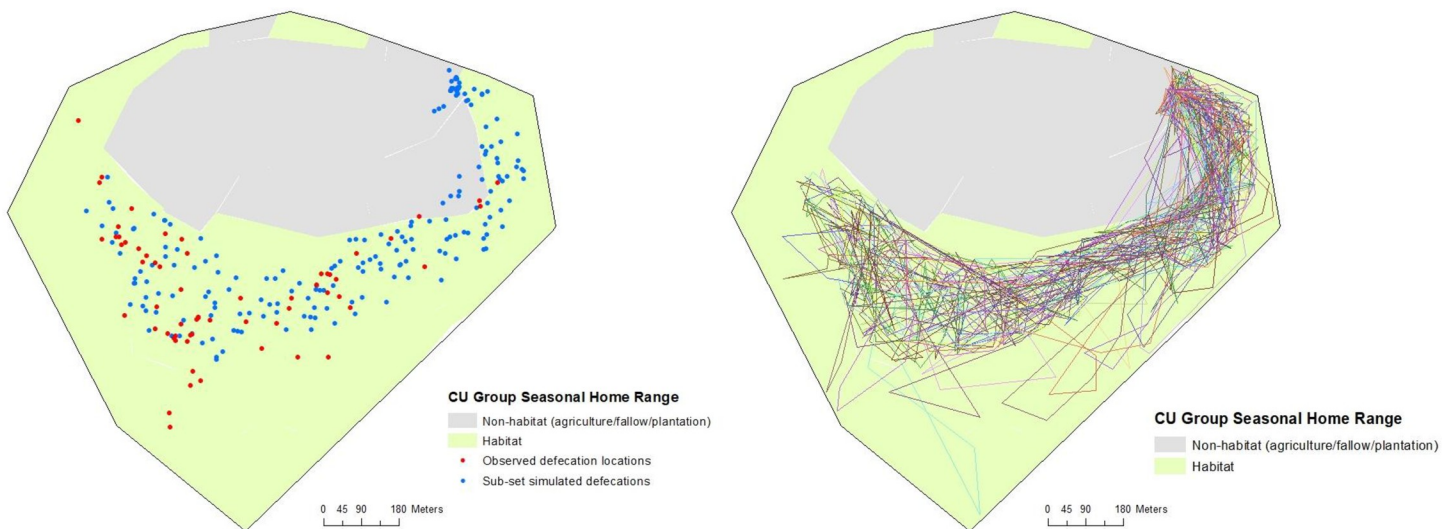 CU Group Seasonal Home Range
Non-habitat (agriculture/fallow/plantation)
Habitat
Observed defecation locations
Sub-set simulated defecations
0 45 90 180 Meters
CU Group Seasonal Home Range
Non-habitat (agriculture/fallow/plantation)
Habitat
0 45 90 180 Meters